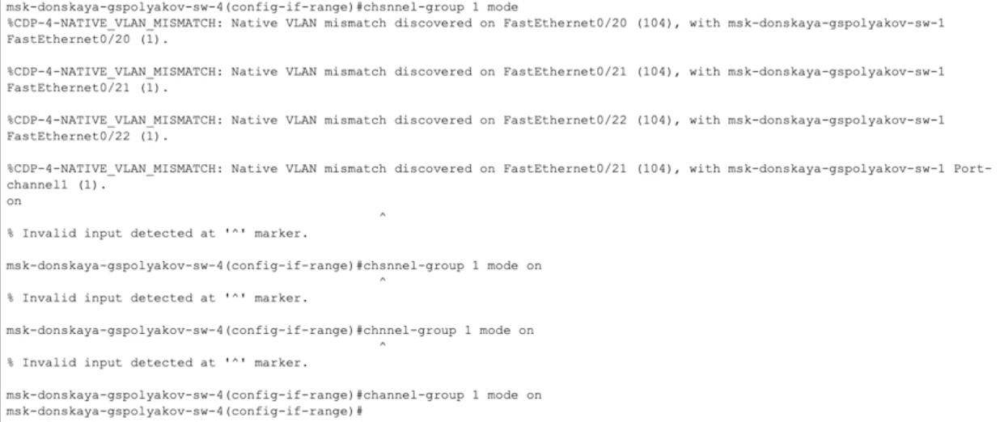 msk-donskaya-gspolyakov-sw-4(config-if-range)#chsnnel-group 1 mode
%CDP-4-NATIVE_VLAN_MISMATCH: Native VLAN mismatch discovered on FastEthernet0/20 (104), with msk-donskaya-gspolyakov-sw-1
FastEthernet0/20 (1).
%CDP-4-NATIVE_VLAN_MISMATCH: Native VLAN mismatch discovered on FastEthernet0/21 (104), with msk-donskaya-gspolyakov-sw-1
FastEthernet0/21 (1).
%CDP-4-NATIVE_VLAN_MISMATCH: Native VLAN mismatch discovered on FastEthernet0/22 (104), with msk-donskaya-gspolyakov-sw-1
FastEthernet0/22 (1).
%CDP-4-NATIVE_VLAN_MISMATCH: Native VLAN mismatch discovered on FastEthernet0/21 (104), with msk-donskaya-gspolyakov-sw-1 Port-
channel1 (1).
on
^
% Invalid input detected at '^' marker.
msk-donskaya-gspolyakov-sw-4(config-if-range)#chsnnel-group 1 mode on
^
% Invalid input detected at '^' marker.
msk-donskaya-gspolyakov-sw-4(config-if-range)#chnnel-group 1 mode on
^
% Invalid input detected at '^' marker.
msk-donskaya-gspolyakov-sw-4(config-if-range)#channel-group 1 mode on
msk-donskaya-gspolyakov-sw-4(config-if-range)#